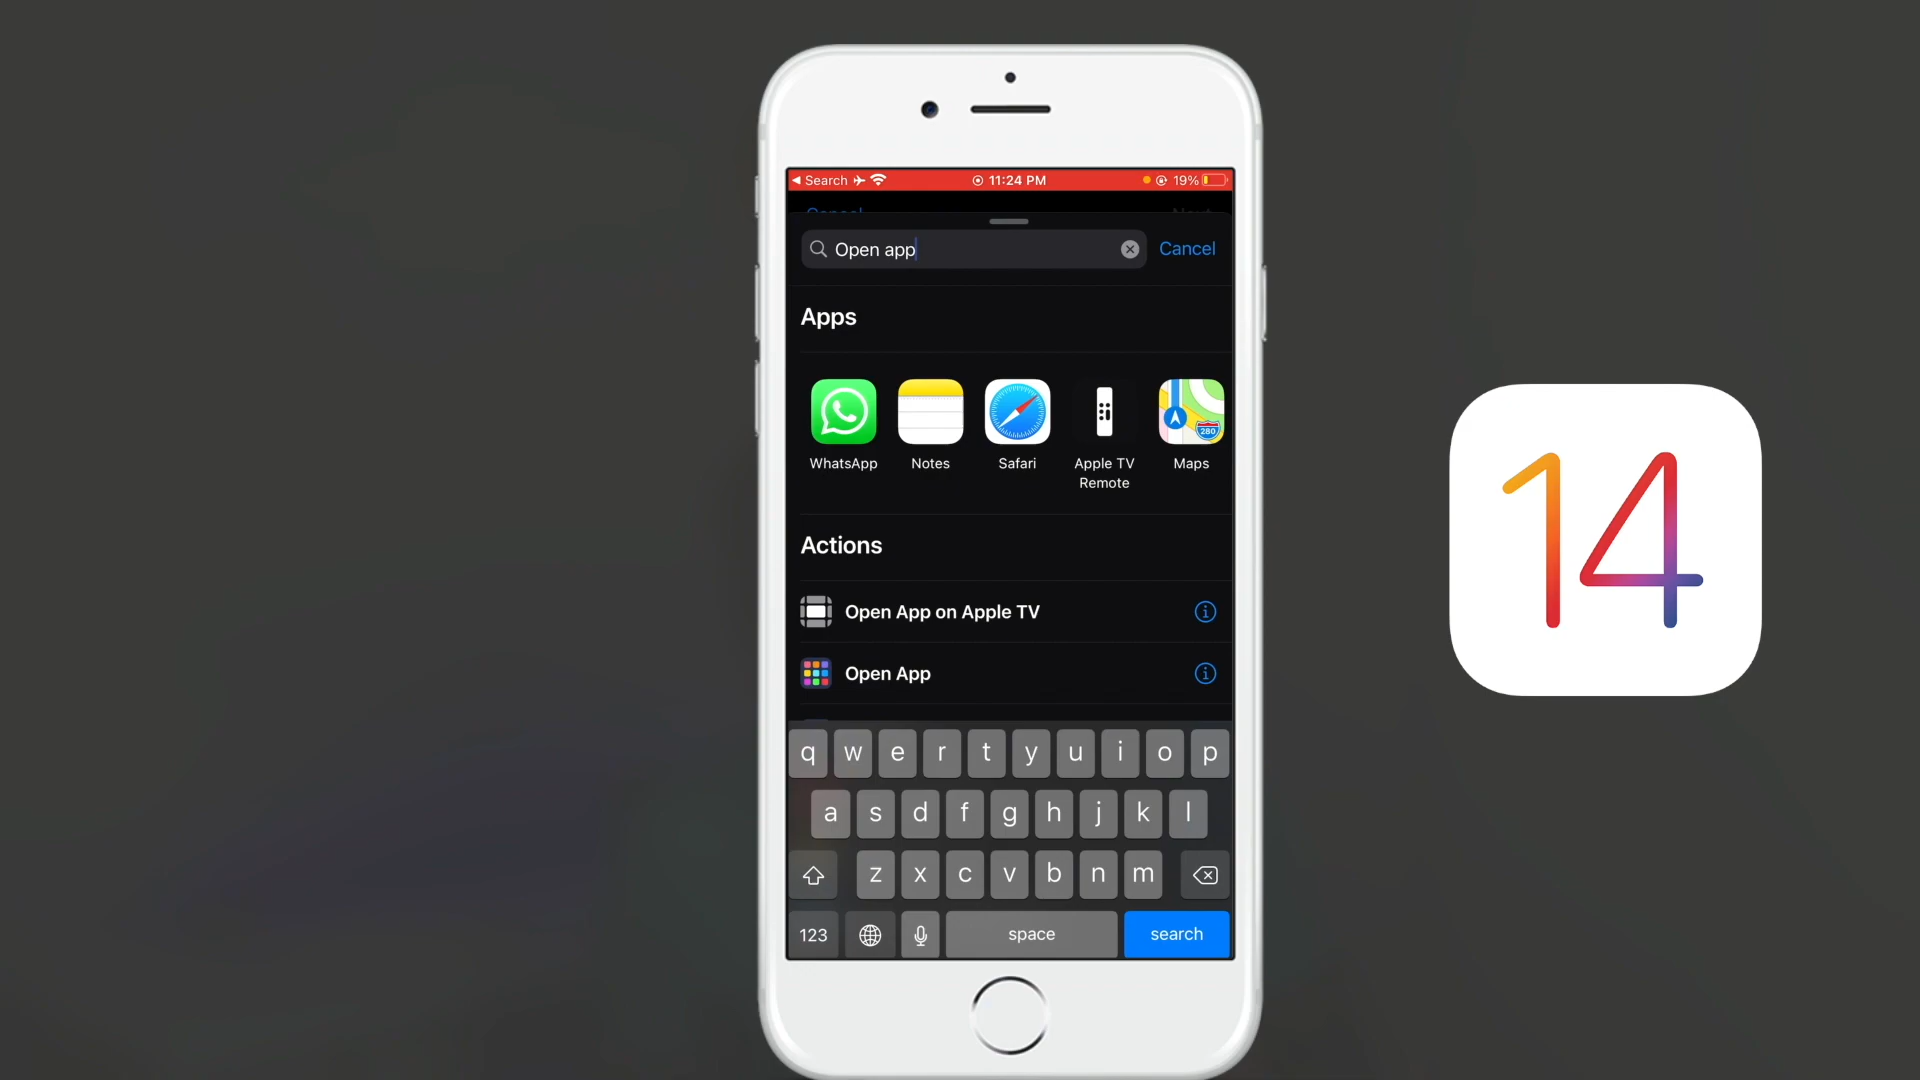 Search 11:24 PM 19%
Open app Cancel
Apps
WhatsApp Notes Safari Apple TV Remote Maps
280
Actions
Open App on Apple TV
Open App
q w e r t y u i o p
a s d f g h j k l
z x c v b n m
123 space search
14